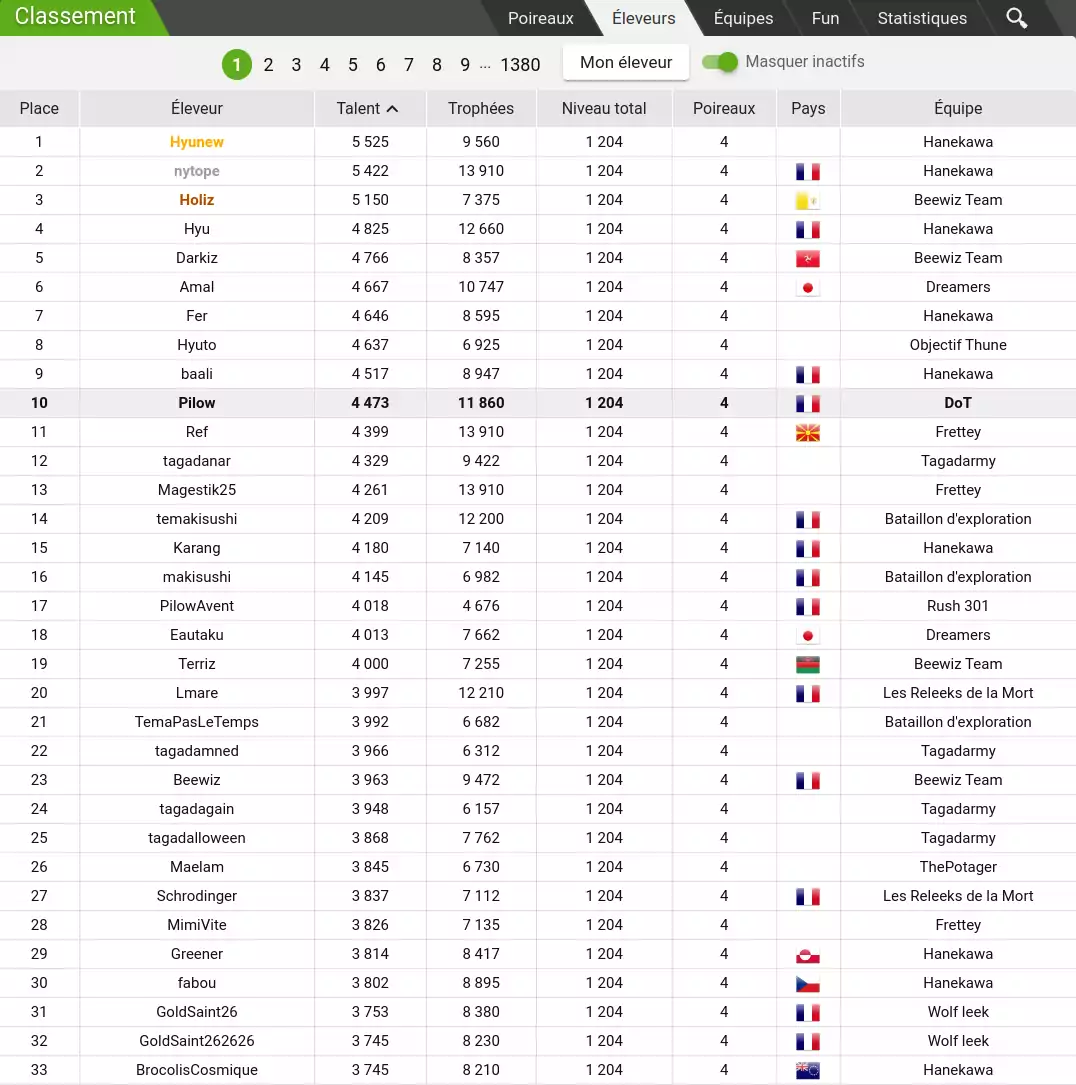 Classement Poireaux Éleveurs Équipes Fun Statistiques
1 2 3 4 5 6 7 8 9 ... 1380 Mon éleveur Masquer inactifs
Place Éleveur Talent Trophées Niveau total Poireaux Pays Équipe
1 Hyunew 5 525 9 560 1 204 4 Hanekawa
2 nytope 5 422 13 910 1 204 4 Hanekawa
3 Holiz 5 150 7 375 1 204 4 Beewiz Team
4 Hyu 4 825 12 660 1 204 4 Hanekawa
5 Darkiz 4 766 8 357 1 204 4 Beewiz Team
6 Amal 4 667 10 747 1 204 4 Dreamers
7 Fer 4 646 8 595 1 204 4 Hanekawa
8 Hyuto 4 637 6 925 1 204 4 Objectif Thune
9 baali 4 517 8 947 1 204 4 Hanekawa
10 Pilow 4 473 11 860 1 204 4 DoT
11 Ref 4 399 13 910 1 204 4 Frettey
12 tagadanar 4 329 9 422 1 204 4 Tagadarmy
13 Magestik25 4 261 13 910 1 204 4 Frettey
14 temakisushi 4 209 12 200 1 204 4 Bataillon d'exploration
15 Karang 4 180 7 140 1 204 4 Hanekawa
16 makisushi 4 145 6 982 1 204 4 Bataillon d'exploration
17 PilowAvent 4 018 4 676 1 204 4 Rush 301
18 Eautaku 4 013 7 662 1 204 4 Dreamers
19 Terriz 4 000 7 255 1 204 4 Beewiz Team
20 Lmare 3 997 12 210 1 204 4 Les Releeks de la Mort
21 TemaPasLeTemps 3 992 6 682 1 204 4 Bataillon d'exploration
22 tagadamned 3 966 6 312 1 204 4 Tagadarmy
23 Beewiz 3 963 9 472 1 204 4 Beewiz Team
24 tagadagain 3 948 6 157 1 204 4 Tagadarmy
25 tagadalloween 3 868 7 762 1 204 4 Tagadarmy
26 Maelam 3 845 6 730 1 204 4 ThePotager
27 Schrodinger 3 837 7 112 1 204 4 Les Releeks de la Mort
28 MimiVite 3 826 7 135 1 204 4 Frettey
29 Greener 3 814 8 417 1 204 4 Hanekawa
30 fabou 3 802 8 895 1 204 4 Hanekawa
31 GoldSaint26 3 753 8 380 1 204 4 Wolf leek
32 GoldSaint262626 3 745 8 230 1 204 4 Wolf leek
33 BrocolisCosmique 3 745 8 210 1 204 4 Hanekawa